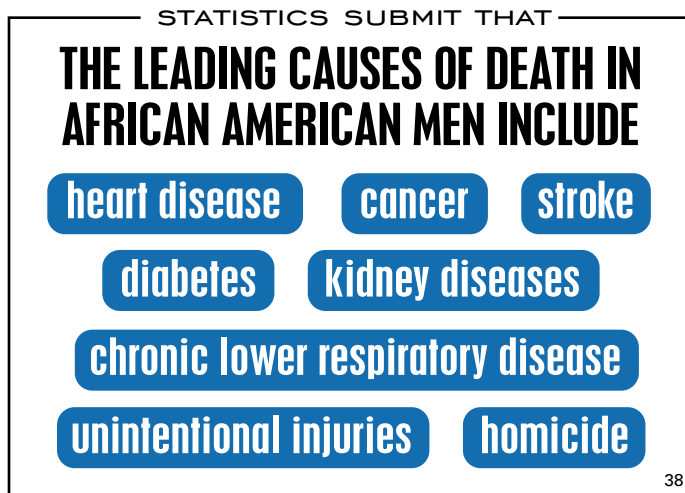 STATISTICS SUBMIT THAT
THE LEADING CAUSES OF DEATH IN
AFRICAN AMERICAN MEN INCLUDE
heart disease cancer stroke
diabetes kidney diseases
chronic lower respiratory disease
unintentional injuries homicide
38